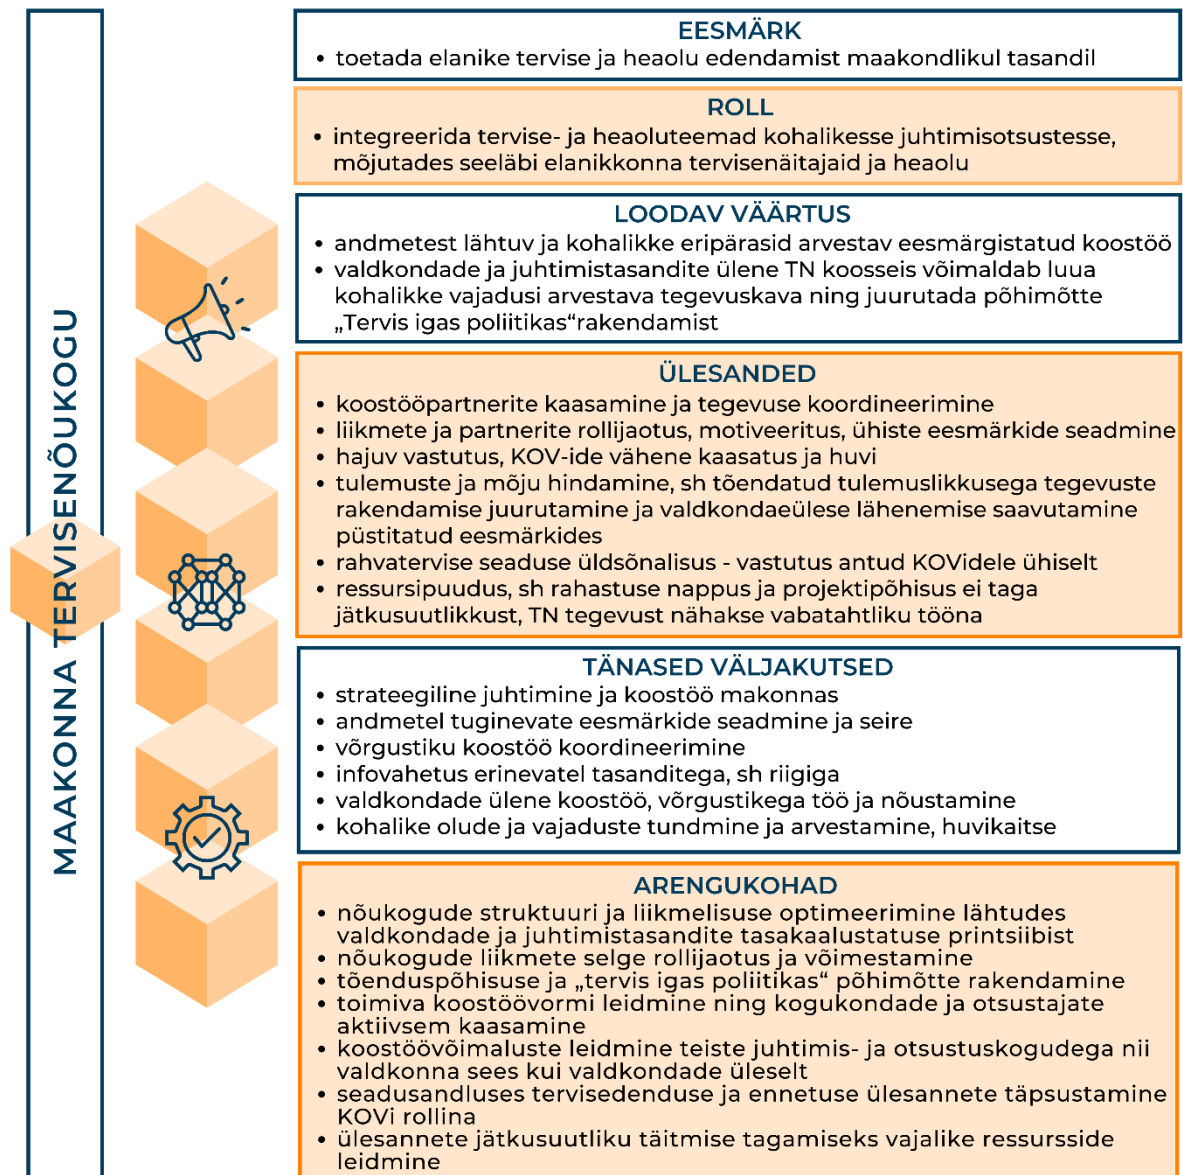 MAAKONNA TERVISENÕUKOGU
EESMÄRK
• toetada elanike tervise ja heaolu edendamist maakondlikul tasandil
ROLL
• integreerida tervise- ja heaoluteemad kohalikesse juhtimisotsustesse,
mõjutades seeläbi elanikkonna tervisenäitajaid ja heaolu
LOODAV VÄÄRTUS
• andmetest lähtuv ja kohalikke eripärasid arvestav eesmärgistatud koostöö
• valdkondade ja juhtimistasandite ülene TN koosseis võimaldab luua
kohalikke vajadusi arvestava tegevuskava ning juurutada põhimõtte
„Tervis igas poliitikas“rakendamist
ÜLESANDED
• koostööpartnerite kaasamine ja tegevuse koordineerimine
• liikmete ja partnerite rollijaotus, motiveeritus, ühiste eesmärkide seadmine
• hajuv vastutus, KOV-ide vähene kaasatus ja huvi
• tulemuste ja mõju hindamine, sh tõendatud tulemuslikkusega tegevuste
rakendamise juurutamine ja valdkondaeülese lähenemise saavutamine
püstitatud eesmärkides
• rahvatervise seaduse üldsõnalisus - vastutus antud KOVidele ühiselt
• ressursipuudus, sh rahastuse nappus ja projektipõhisus ei taga
jätkusuutlikkust, TN tegevust nähakse vabatahtliku tööna
TÄNASED VÄLJAKUTSED
• strateegiline juhtimine ja koostöö makonnas
• andmetel tuginevate eesmärkide seadmine ja seire
• võrgustiku koostöö koordineerimine
• infovahetus erinevatel tasanditega, sh riigiga
• valdkondade ülene koostöö, võrgustikega töö ja nõustamine
• kohalike olude ja vajaduste tundmine ja arvestamine, huvikaitse
ARENGUKOHAD
• nõukogude struktuuri ja liikmelisuse optimeerimine lähtudes
valdkondade ja juhtimistasandite tasakaalustatuse printsiibist
• nõukogude liikmete selge rollijaotus ja võimestamine
• tõenduspõhisuse ja „tervis igas poliitikas“ põhimõtte rakendamine
• toimiva koostöövormi leidmine ning kogukondade ja otsustajate
aktiivsem kaasamine
• koostöövõimaluste leidmine teiste juhtimis- ja otsustuskogudega nii
valdkonna sees kui valdkondade üleselt
• seadusandluses tervisedenduse ja ennetuse ülesannete täpsustamine
KOVi rollina
• ülesannete jätkusuutliku täitmise tagamiseks vajalike ressursside
leidmine